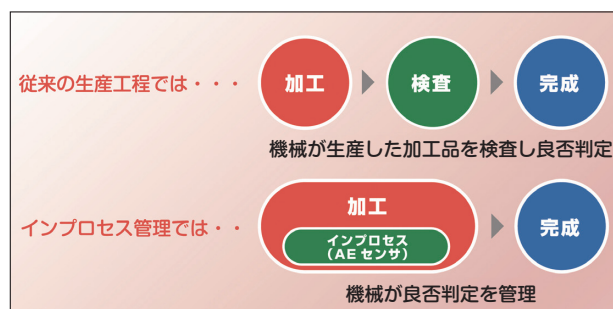 従来の生産工程では・・・
加工
検査
完成
機械が生産した加工品を検査し良否判定
インプロセス管理では・・
加工
インプロセス
(AEセンサ)
完成
機械が良否判定を管理